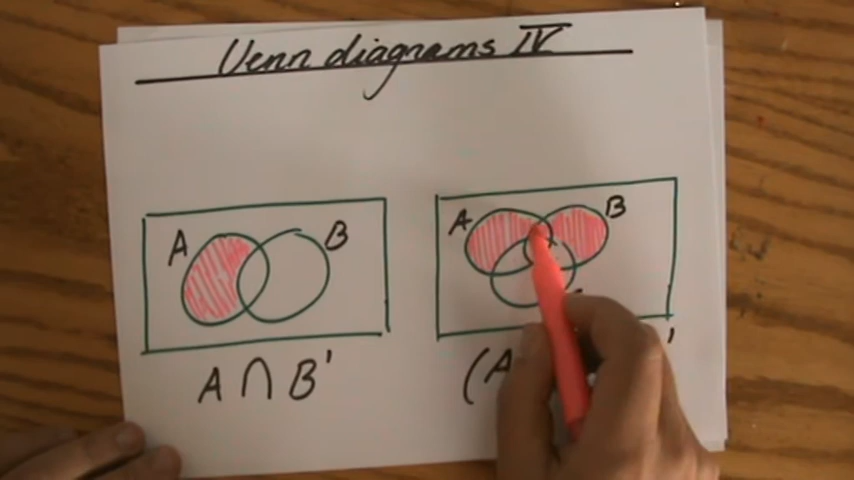 Venn diagrams IV
A B
A B
A ∩ B'
(A '